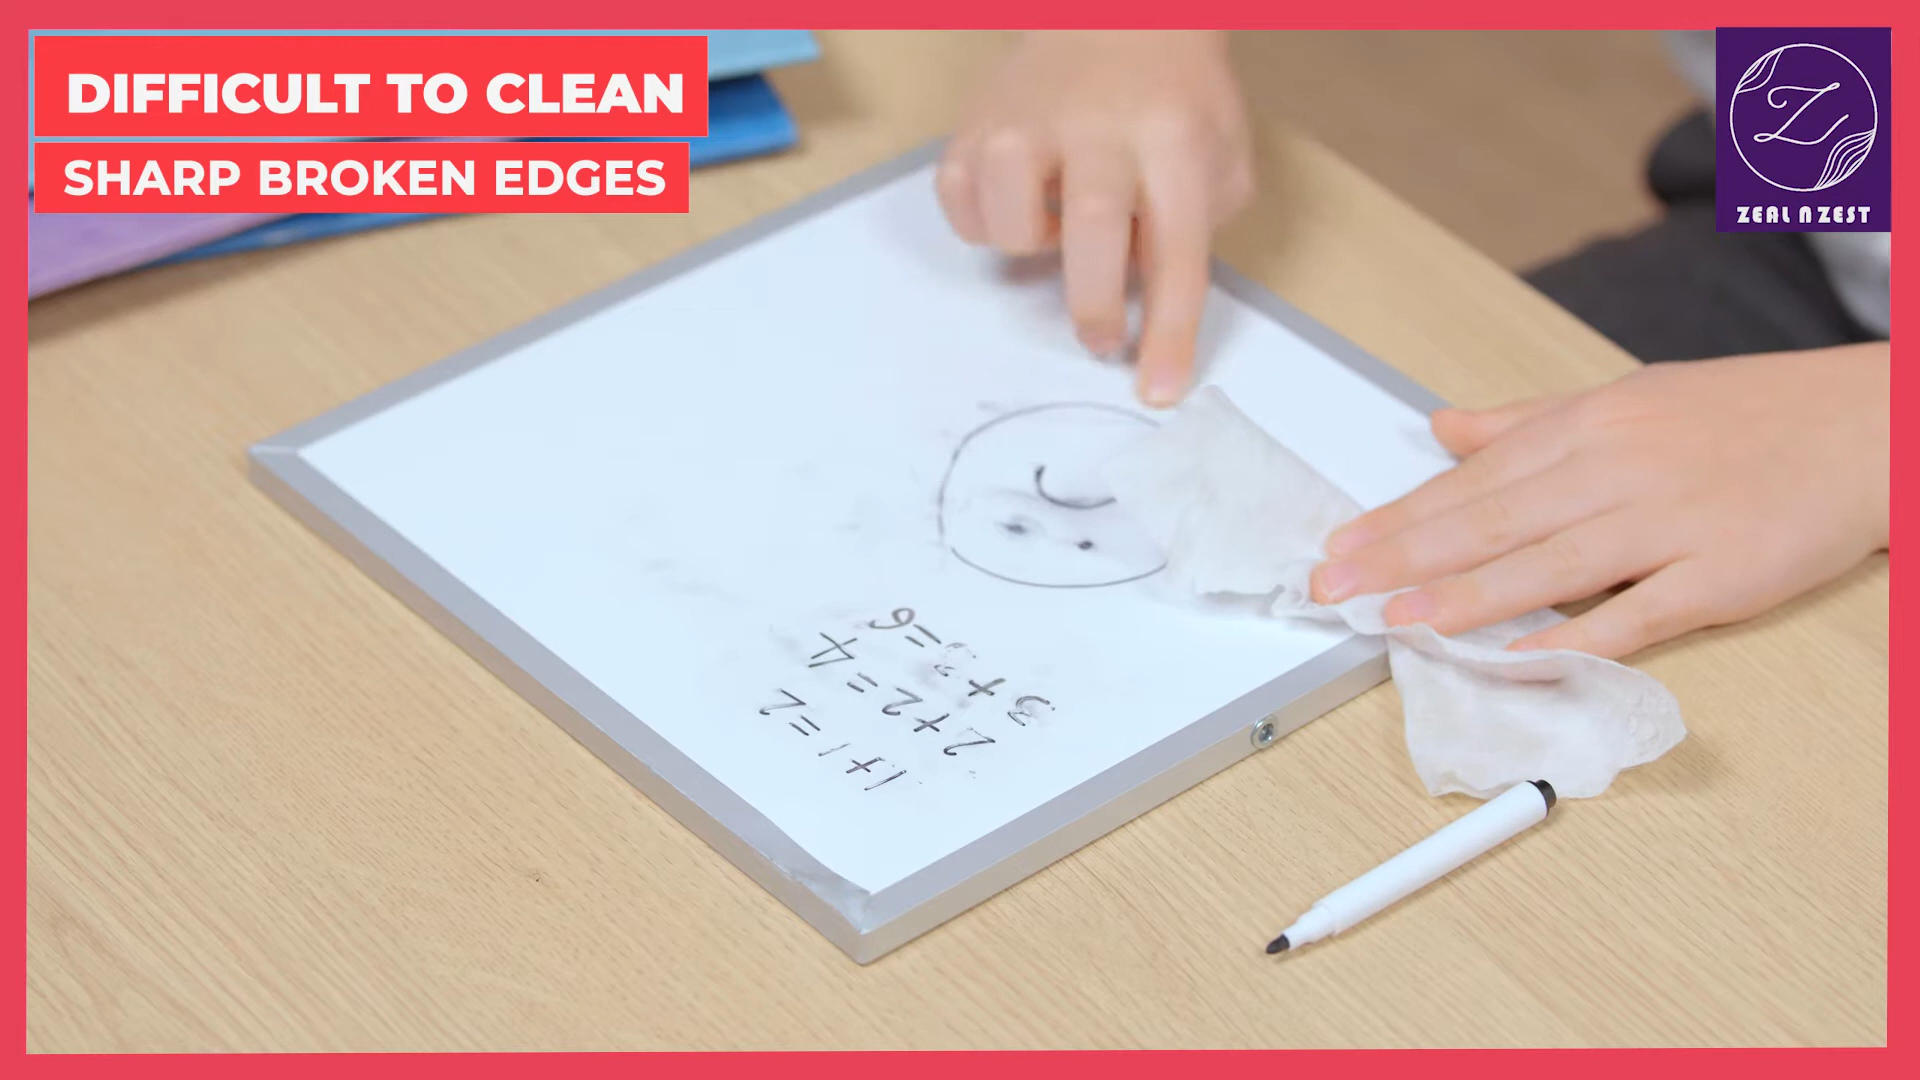 DIFFICULT TO CLEAN
SHARP BROKEN EDGES
Z
ZEAL N ZEST
1+1=2
2+2=4
3+3=6